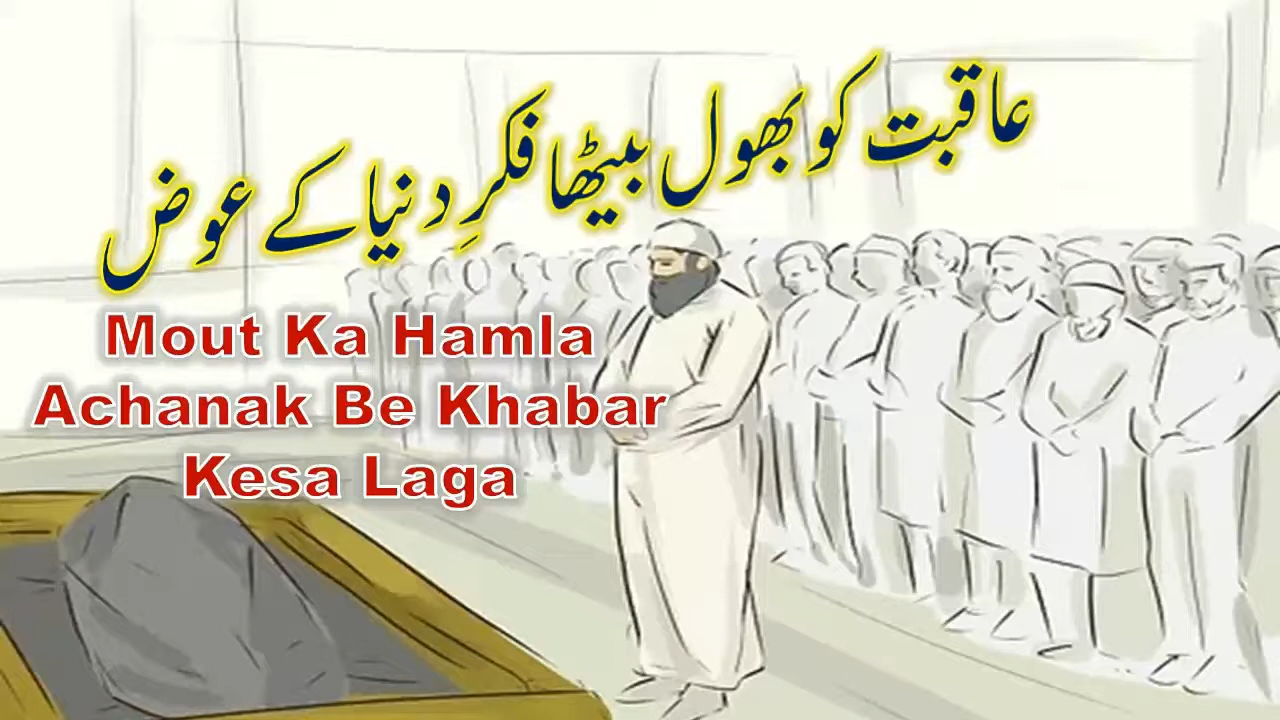 عاقبت کو بھول بیٹھا فکرِ دنیا کے عوض
Mout Ka Hamla
Achanak Be Khabar
Kesa Laga